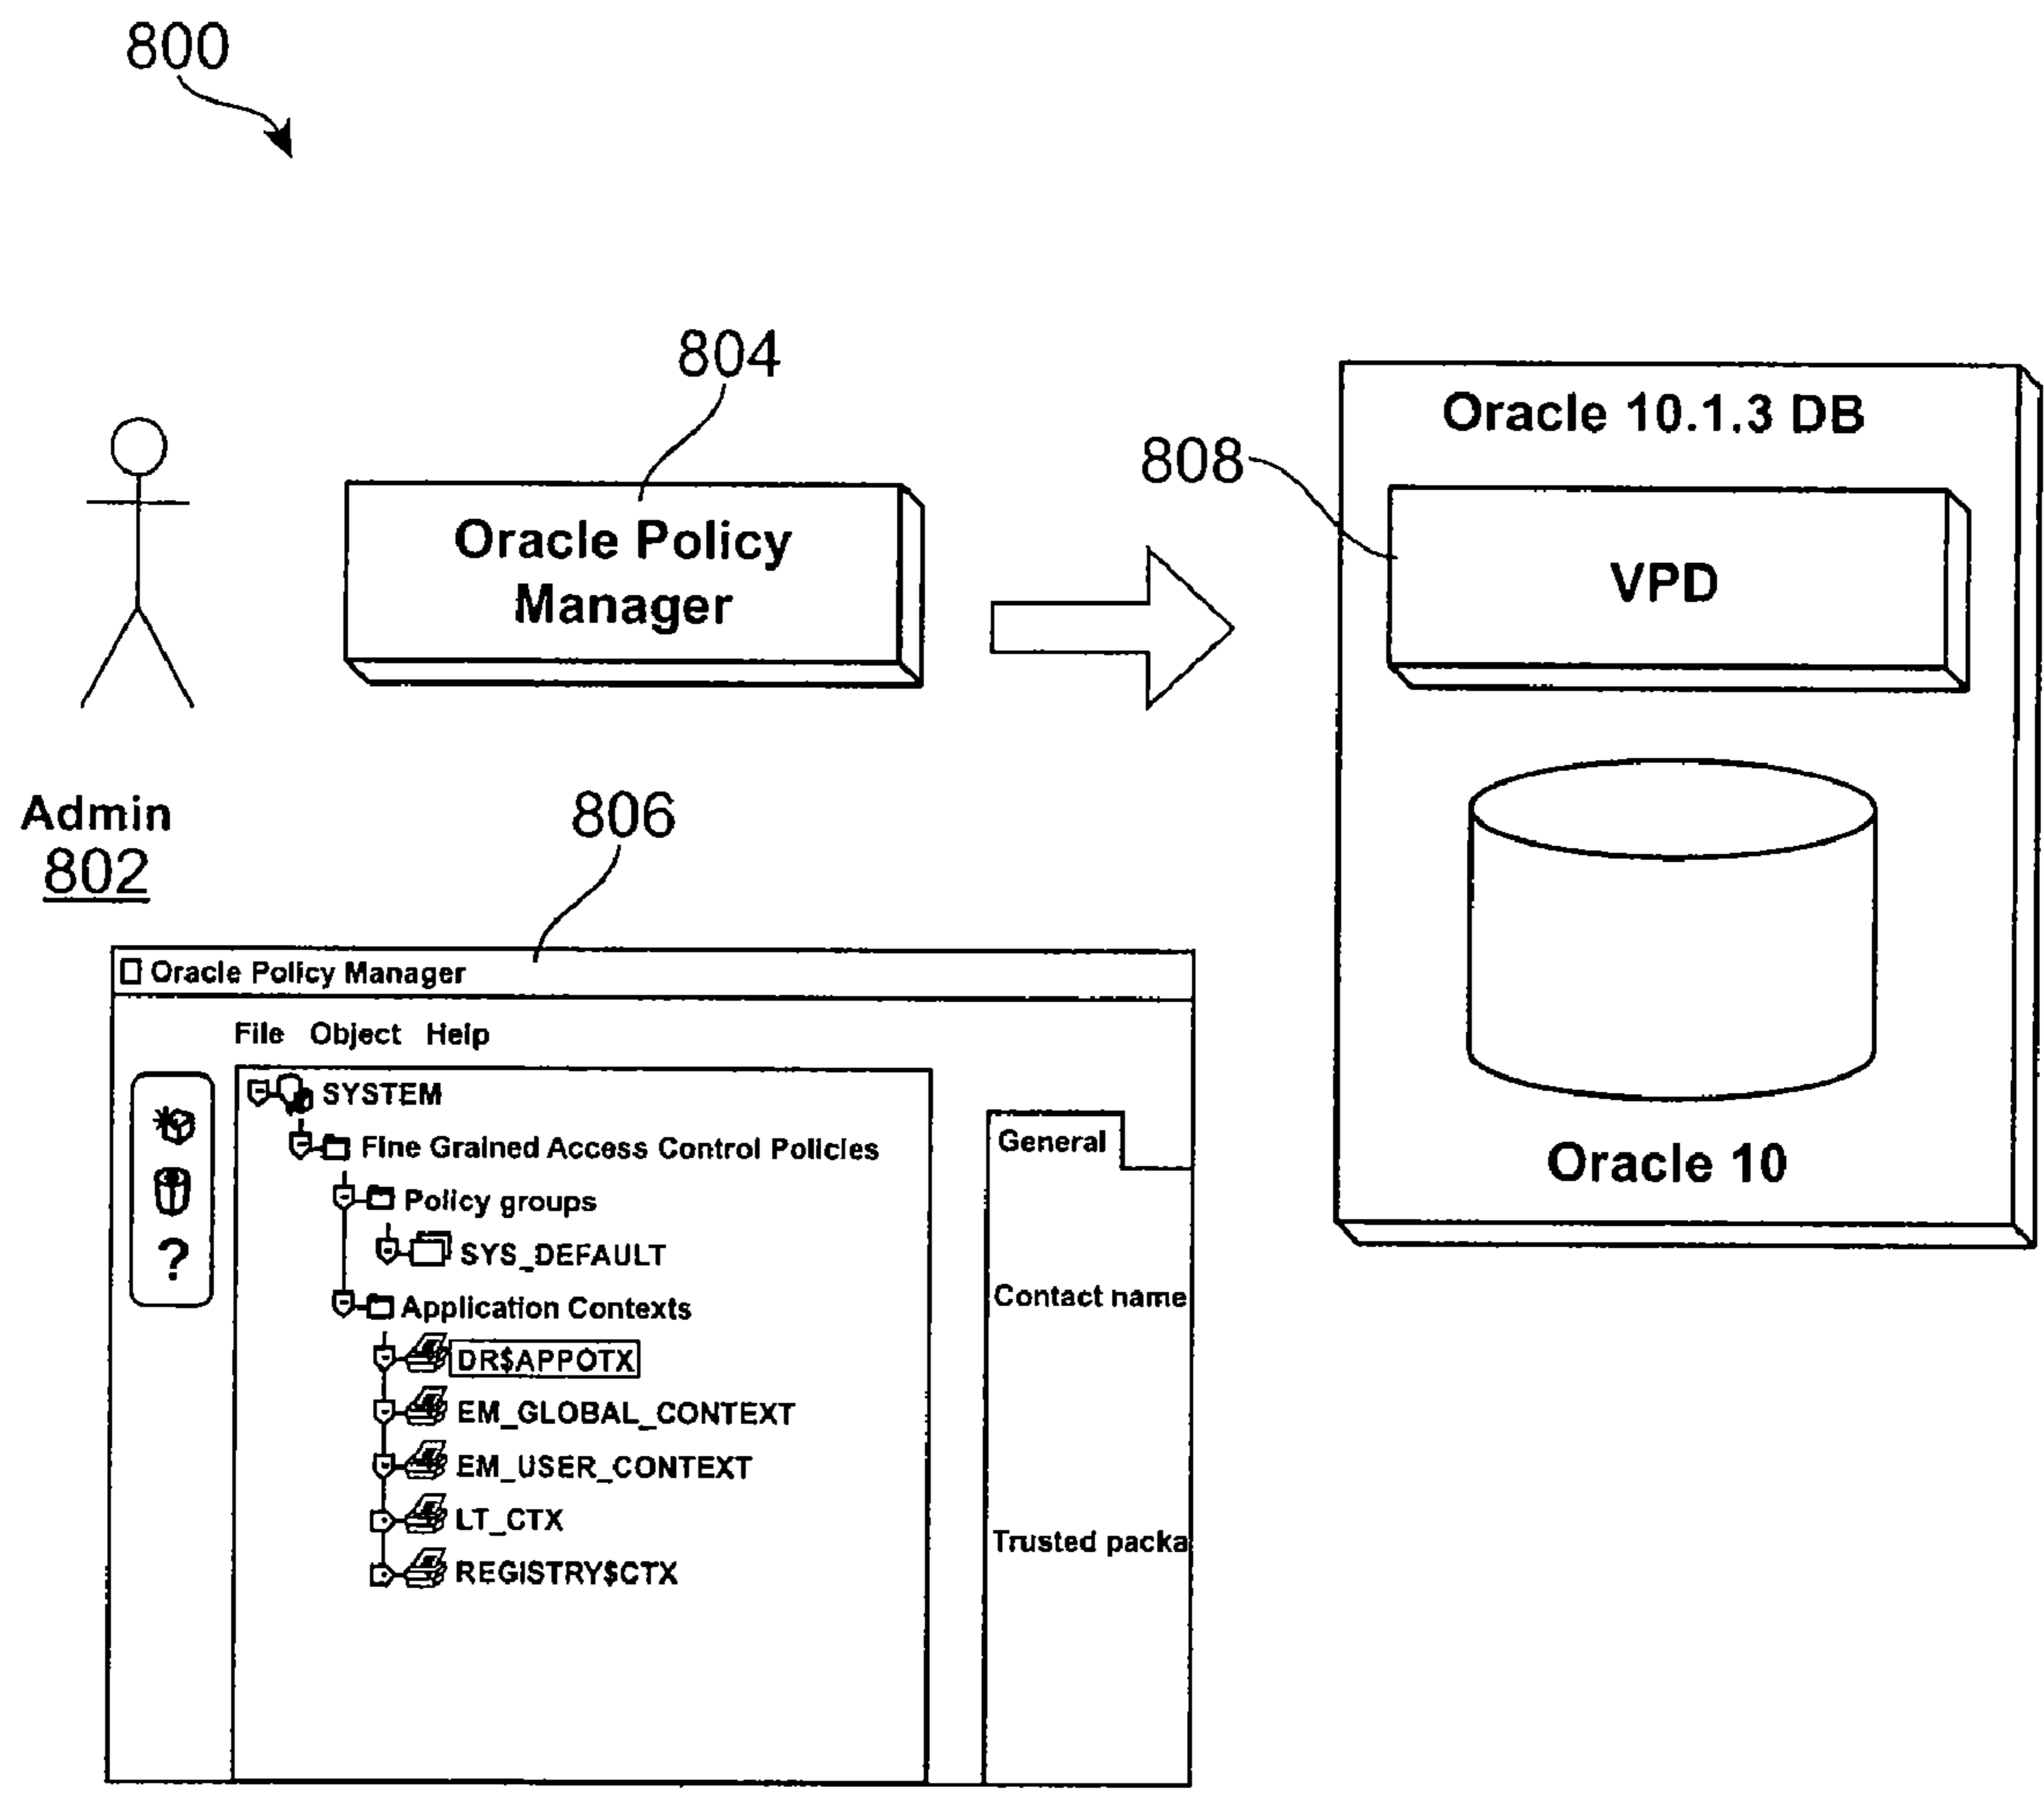 800
804
Oracle 10.1.3 DB
808
Oracle Policy
Manager
VPD
Admin
802
806
Oracle 10
Oracle Policy Manager
File Object Help
SYSTEM
Fine Grained Access Control Policies
Policy groups
SYS_DEFAULT
Application Contexts
DR$APPOTX
EM_GLOBAL_CONTEXT
EM_USER_CONTEXT
LT_CTX
REGISTRY$CTX
?
General
Contact name
Trusted packa